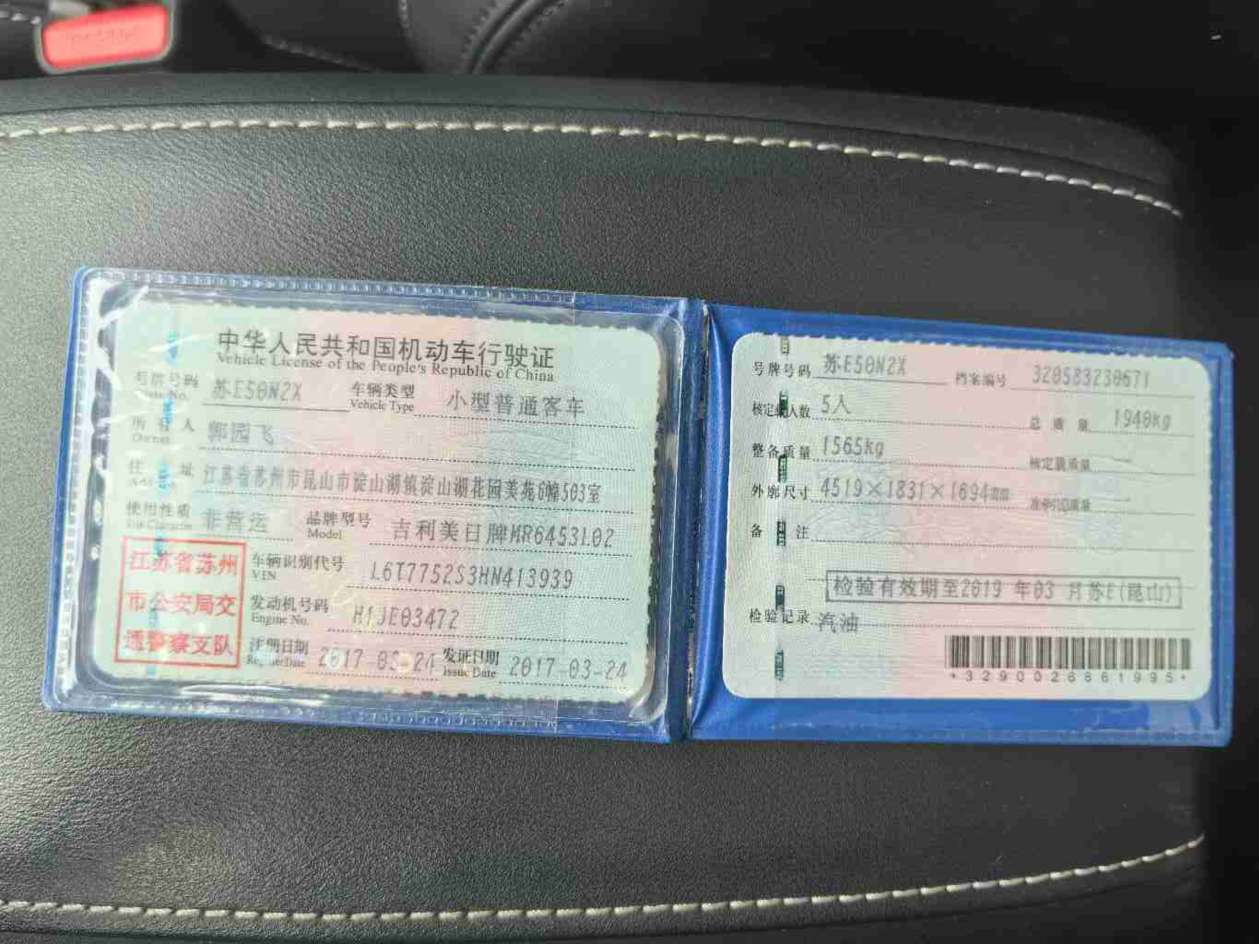 中华人民共和国机动车行驶证
Vehicle License of the People's Republic of China
号牌号码 苏E50N2X 车辆类型 小型普通客车
Plate No. Vehicle Type
所有人 郭园飞
Owner
住址 江苏省苏州市昆山市淀山湖镇淀山湖花园美苑6幢503室
Address
使用性质 非营运 品牌型号 吉利美日牌MR6453L02
Use Character Model
江苏省苏州
市公安局交
通警察支队
车辆识别代号 L6T7752S3HN413939
VIN
发动机号码 H1JE03472
Engine No.
注册日期 2017-03-24 发证日期 2017-03-24
Register Date Issue Date
号牌号码 苏E50N2X 档案编号 320583230671
核定载人数 5人 总质量 1940kg
整备质量 1565kg 核定载质量 --
外廓尺寸 4519×1831×1694mm 准牵引总质量 --
备注
检验有效期至2019年03月苏E(昆山)
检验记录 汽油
*3290026861995*